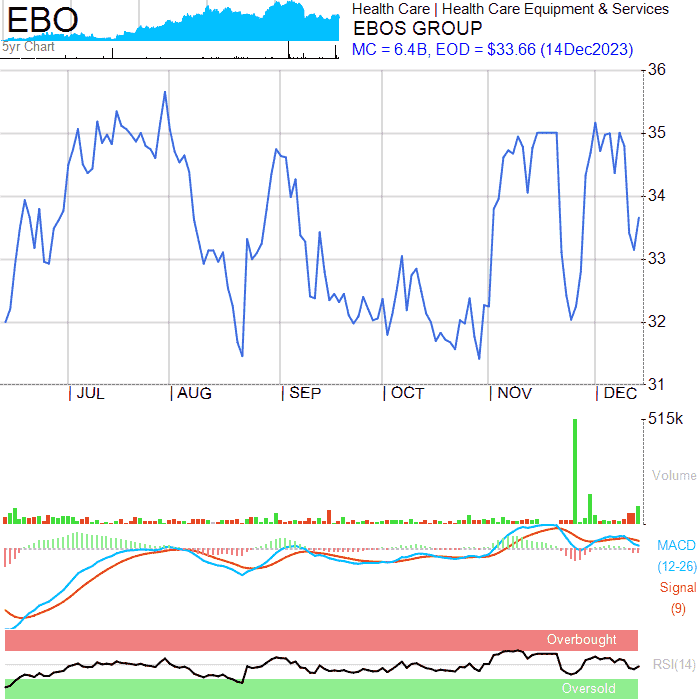 EBO
Health Care | Health Care Equipment & Services
EBOS GROUP
MC = 6.4B, EOD = $33.66 (14Dec2023)
5yr Chart
36
35
34
33
32
31
JUL AUG SEP OCT NOV DEC
515k
Volume
MACD
(12-26)
Signal
(9)
Overbought
RSI(14)
Oversold